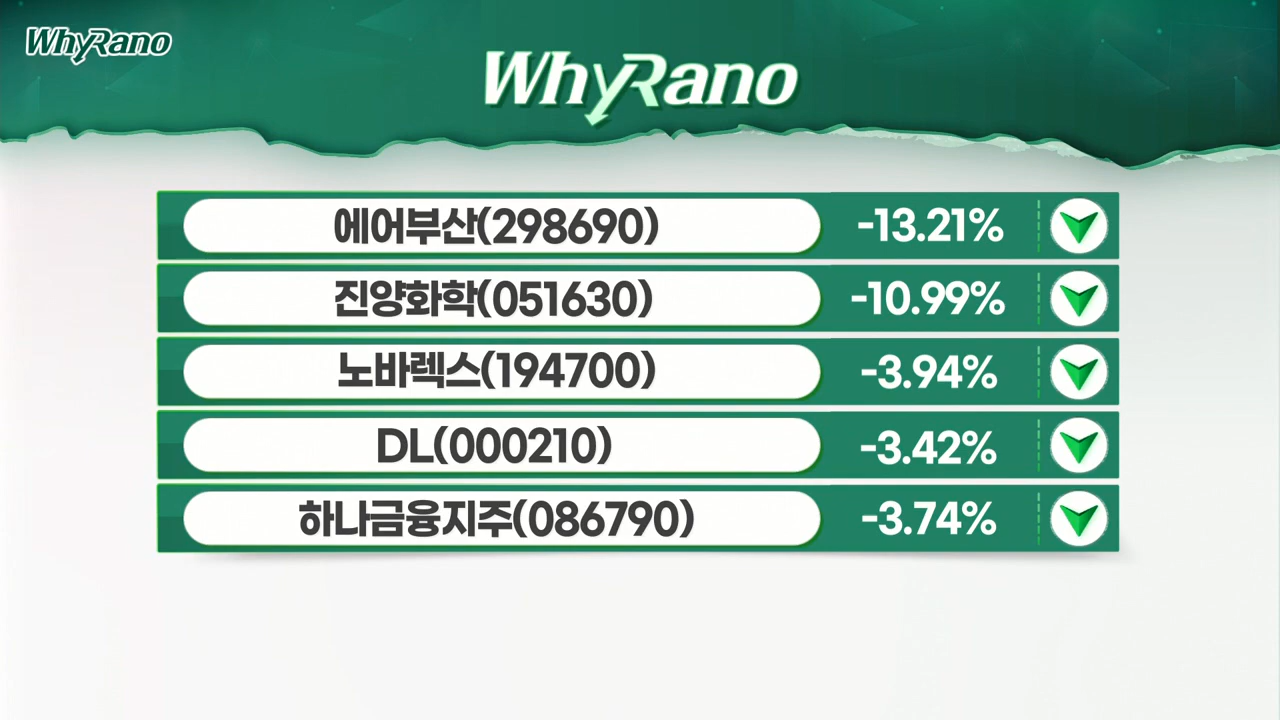 WhyRano
WhyRano
에어부산(298690) -13.21%
진양화학(051630) -10.99%
노바렉스(194700) -3.94%
DL(000210) -3.42%
하나금융지주(086790) -3.74%